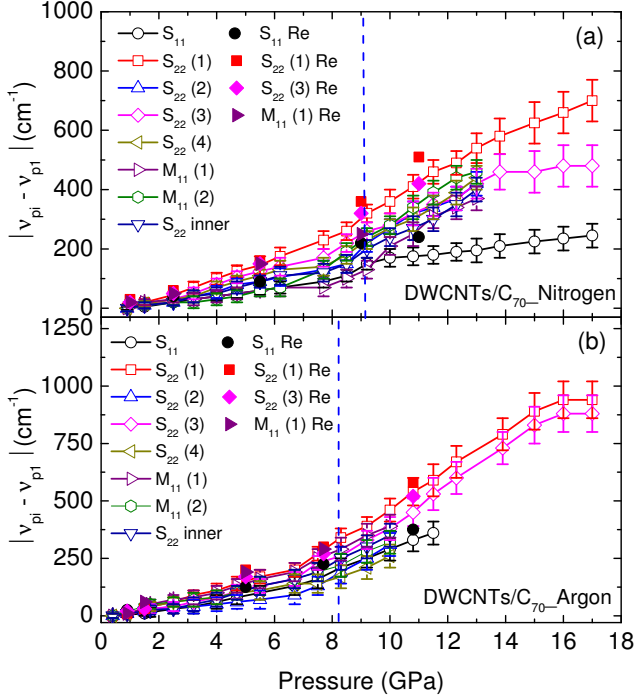 1000
800
600
400
200
0
| ν_pi - ν_p1 | (cm⁻¹)
S₁₁
S₂₂ (1)
S₂₂ (2)
S₂₂ (3)
S₂₂ (4)
M₁₁ (1)
M₁₁ (2)
S₂₂ inner
S₁₁ Re
S₂₂ (1) Re
S₂₂ (3) Re
M₁₁ (1) Re
(a)
DWCNTs/C₇₀_Nitrogen
1250
1000
750
500
250
0
| ν_pi - ν_p1 | (cm⁻¹)
S₁₁
S₂₂ (1)
S₂₂ (2)
S₂₂ (3)
S₂₂ (4)
M₁₁ (1)
M₁₁ (2)
S₂₂ inner
S₁₁ Re
S₂₂ (1) Re
S₂₂ (3) Re
M₁₁ (1) Re
(b)
DWCNTs/C₇₀_Argon
0 2 4 6 8 10 12 14 16 18
Pressure (GPa)